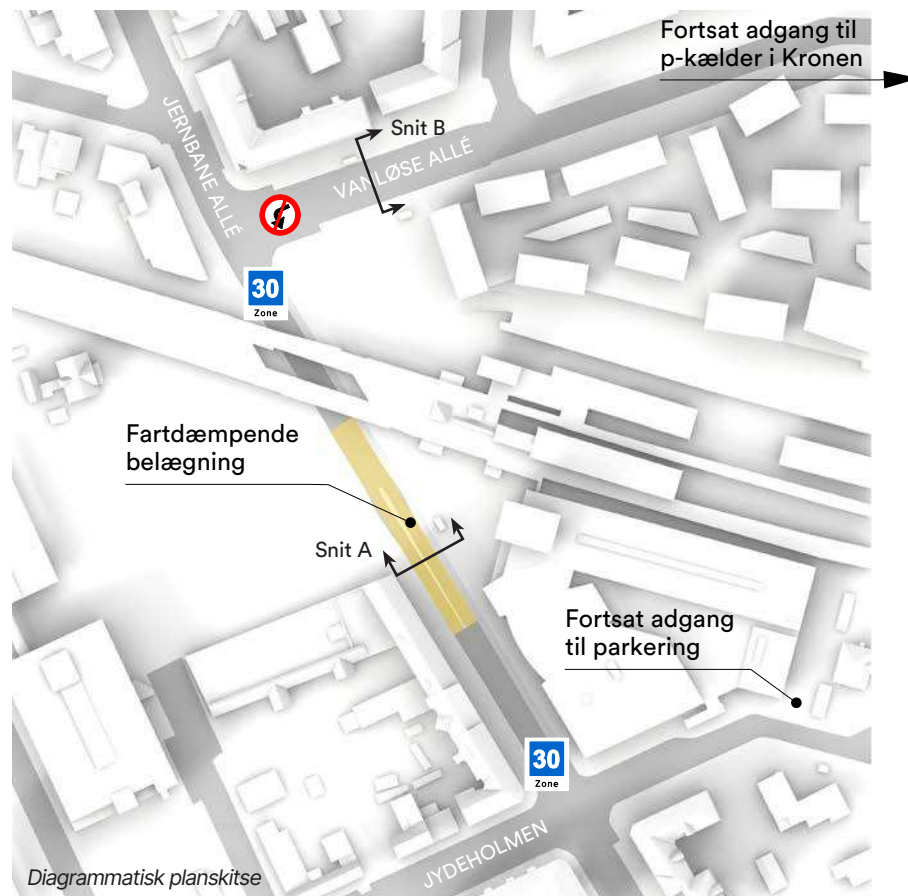 Fortsat adgang til
p-kælder i Kronen
Snit B
JERNBANE ALLÉ
VANLØSE ALLÉ
30
Zone
Fartdæmpende
belægning
Snit A
Fortsat adgang
til parkering
30
Zone
JYDEHOLMEN
Diagrammatisk planskitse